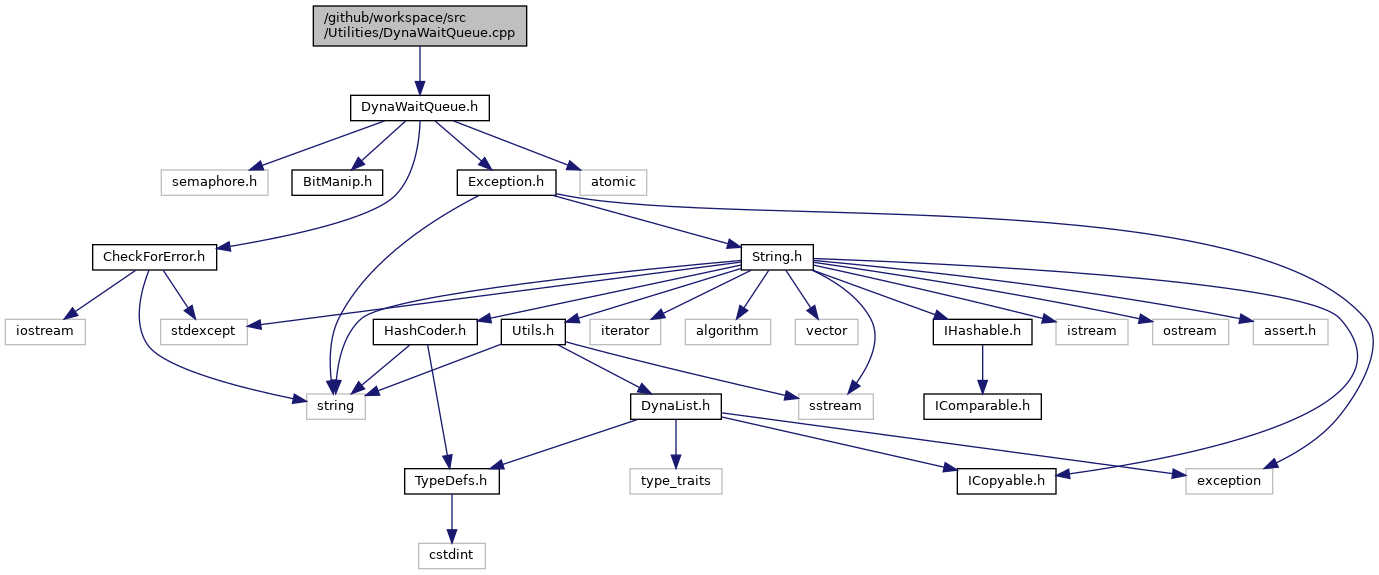 /github/workspace/src
/Utilities/DynaWaitQueue.cpp
DynaWaitQueue.h
semaphore.h
BitManip.h
Exception.h
atomic
CheckForError.h
String.h
iostream
stdexcept
HashCoder.h
Utils.h
iterator
algorithm
vector
IHashable.h
istream
ostream
assert.h
string
DynaList.h
sstream
IComparable.h
TypeDefs.h
type_traits
ICopyable.h
exception
cstdint